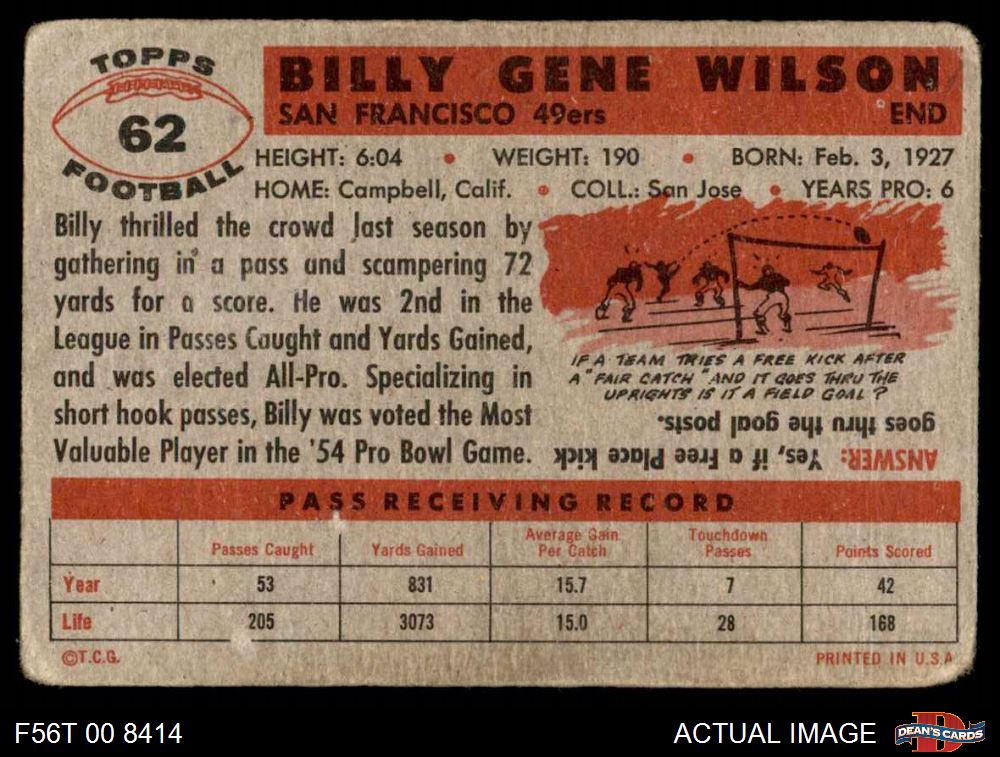 TOPPS
62
FOOTBALL
BILLY GENE WILSON
SAN FRANCISCO 49ers END
HEIGHT: 6:04 • WEIGHT: 190 • BORN: Feb. 3, 1927
HOME: Campbell, Calif. • COLL.: San Jose • YEARS PRO: 6
Billy thrilled the crowd last season by
gathering in a pass and scampering 72
yards for a score. He was 2nd in the
League in Passes Caught and Yards Gained,
and was elected All-Pro. Specializing in
short hook passes, Billy was voted the Most
Valuable Player in the '54 Pro Bowl Game.
IF A TEAM TRIES A FREE KICK AFTER
A "FAIR CATCH" AND IT GOES THRU THE
UPRIGHTS IS IT A FIELD GOAL?
ANSWER: Yes, if a Free Place kick
goes thru the goal posts.
PASS RECEIVING RECORD
Passes Caught Yards Gained Average Gain Per Catch Touchdown Passes Points Scored
Year 53 831 15.7 7 42
Life 205 3073 15.0 28 168
©T.C.G. PRINTED IN U.S.A
F56T 00 8414 ACTUAL IMAGE D DEAN'S CARDS